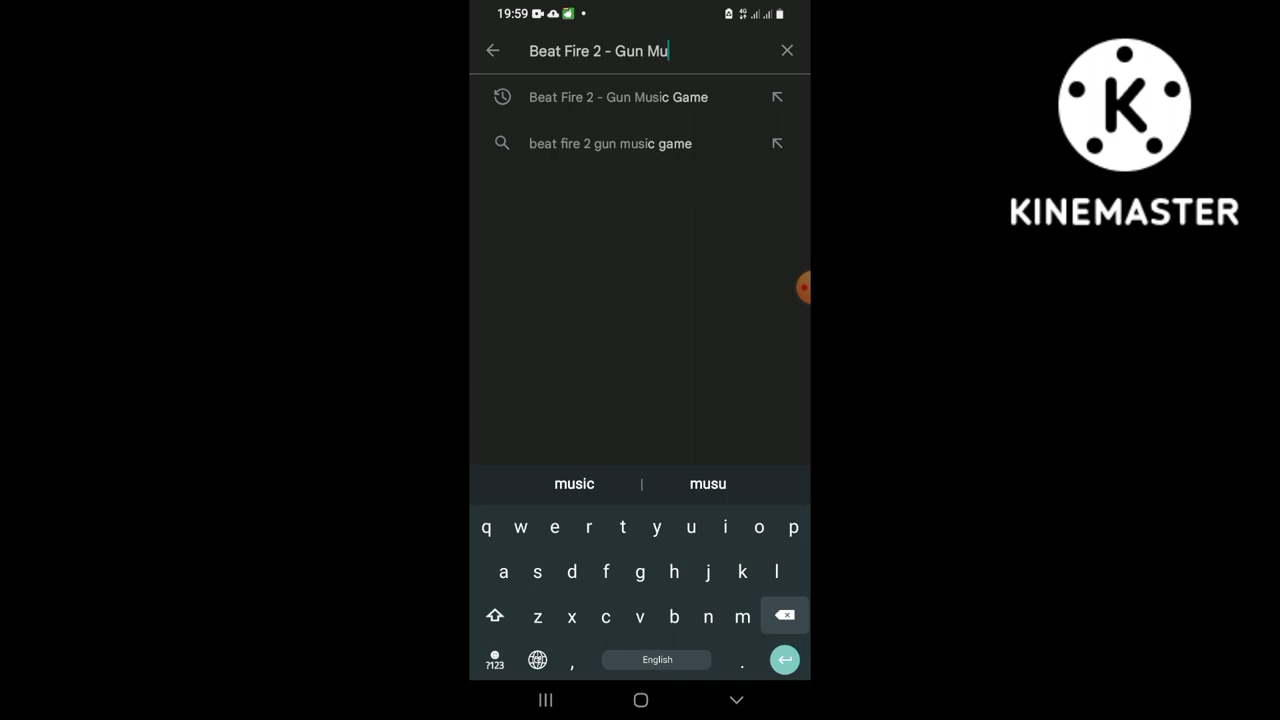 19:59
4G
Beat Fire 2 - Gun Mu
Beat Fire 2 - Gun Music Game
beat fire 2 gun music game
music | musu
q w e r t y u i o p
a s d f g h j k l
z x c v b n m
?123 , English .
K
KINEMASTER